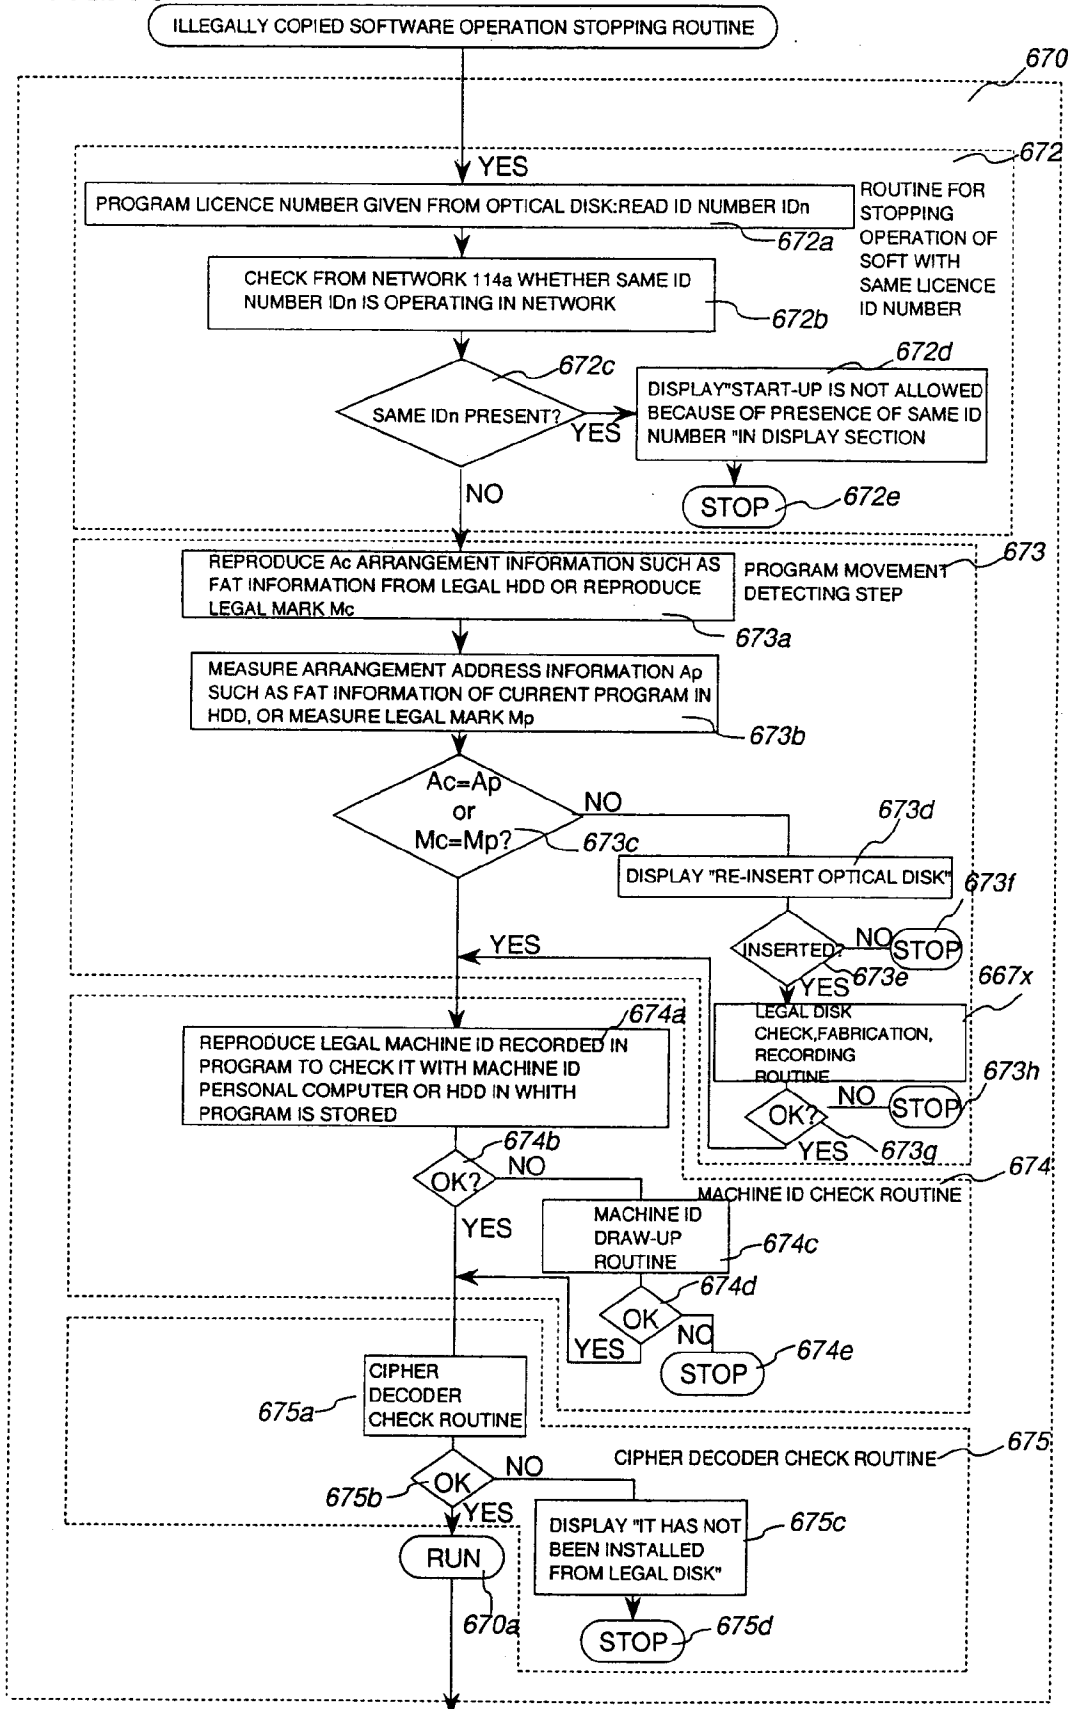 ILLEGALLY COPIED SOFTWARE OPERATION STOPPING ROUTINE
670
672
YES
PROGRAM LICENCE NUMBER GIVEN FROM OPTICAL DISK:READ ID NUMBER IDn
672a
ROUTINE FOR
STOPPING
OPERATION OF
SOFT WITH
SAME LICENCE
ID NUMBER
CHECK FROM NETWORK 114a WHETHER SAME ID
NUMBER IDn IS OPERATING IN NETWORK
672b
672c
SAME IDn PRESENT?
YES
672d
DISPLAY"START-UP IS NOT ALLOWED
BECAUSE OF PRESENCE OF SAME ID
NUMBER "IN DISPLAY SECTION
NO
STOP
672e
673
REPRODUCE Ac ARRANGEMENT INFORMATION SUCH AS
FAT INFORMATION FROM LEGAL HDD OR REPRODUCE
LEGAL MARK Mc
673a
PROGRAM MOVEMENT
DETECTING STEP
MEASURE ARRANGEMENT ADDRESS INFORMATION Ap
SUCH AS FAT INFORMATION OF CURRENT PROGRAM IN
HDD, OR MEASURE LEGAL MARK Mp
673b
Ac=Ap
or
Mc=Mp?
673c
NO
673d
DISPLAY "RE-INSERT OPTICAL DISK"
673f
INSERTED?
NO
STOP
673e
YES
YES
667x
LEGAL DISK
CHECK,FABRICATION,
RECORDING
ROUTINE
674a
REPRODUCE LEGAL MACHINE ID RECORDED IN
PROGRAM TO CHECK IT WITH MACHINE ID
PERSONAL COMPUTER OR HDD IN WHITH
PROGRAM IS STORED
OK?
NO
STOP
673h
YES
673g
674b
OK?
NO
YES
674
MACHINE ID CHECK ROUTINE
MACHINE ID
DRAW-UP
ROUTINE
674c
674d
OK
YES
NO
STOP
674e
CIPHER
DECODER
CHECK ROUTINE
675a
675
CIPHER DECODER CHECK ROUTINE
OK
675b
NO
YES
DISPLAY "IT HAS NOT
BEEN INSTALLED
FROM LEGAL DISK"
675c
RUN
670a
STOP
675d